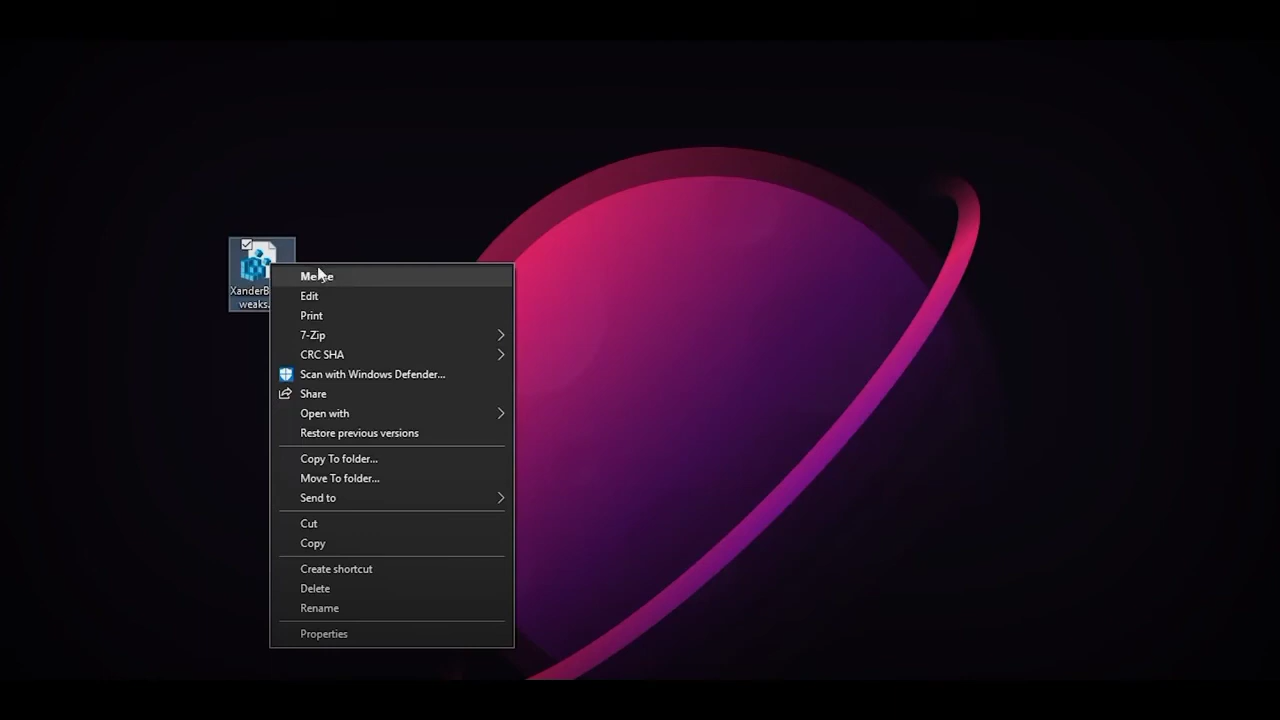 weaks.
Merge
Edit
Print
7-Zip
CRC SHA
Scan with Windows Defender...
Share
Open with
Restore previous versions
Copy To folder...
Move To folder...
Send to
Cut
Copy
Create shortcut
Delete
Rename
Properties